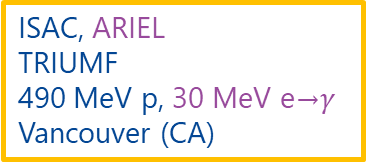 ISAC, ARIEL
TRIUMF
490 MeV p, 30 MeV e→γ
Vancouver (CA)